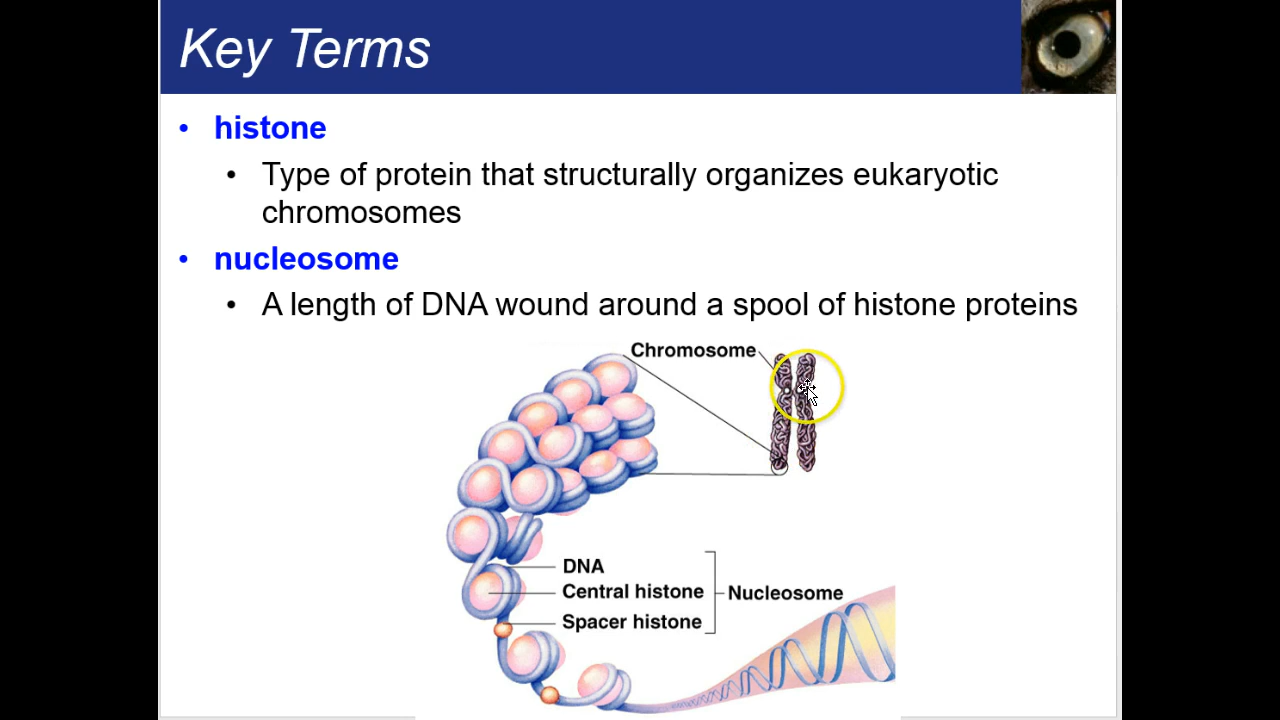 Key Terms
• histone
• Type of protein that structurally organizes eukaryotic
chromosomes
• nucleosome
• A length of DNA wound around a spool of histone proteins
Chromosome
DNA
Central histone
Nucleosome
Spacer histone